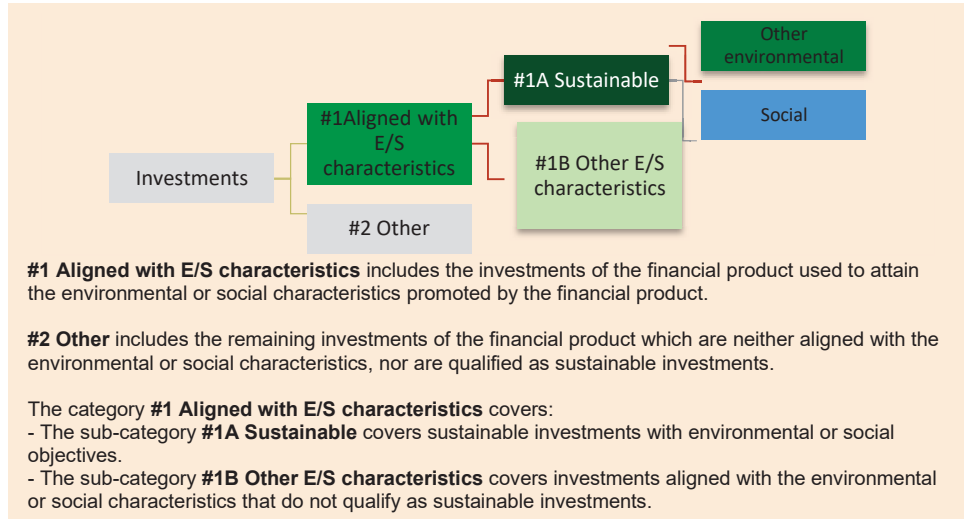 Other
environmental
#1A Sustainable
Social
#1Aligned with
E/S
characteristics
#1B Other E/S
characteristics
Investments
#2 Other
#1 Aligned with E/S characteristics includes the investments of the financial product used to attain
the environmental or social characteristics promoted by the financial product.
#2 Other includes the remaining investments of the financial product which are neither aligned with the
environmental or social characteristics, nor are qualified as sustainable investments.
The category #1 Aligned with E/S characteristics covers:
- The sub-category #1A Sustainable covers sustainable investments with environmental or social
objectives.
- The sub-category #1B Other E/S characteristics covers investments aligned with the environmental
or social characteristics that do not qualify as sustainable investments.